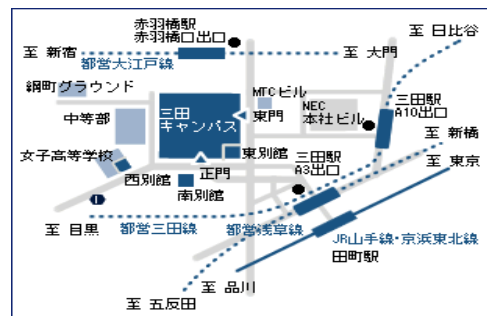 赤羽橋駅
赤羽橋口出口
至 日比谷
至 新宿
至 大門
都営大江戸線
綱町グラウンド
MTCビル
三田
キャンパス
東門
NEC
本社ビル
三田駅
A10出口
中等部
至 新橋
女子高等学校
東別館
三田駅
A3出口
至 東京
正門
西別館
南別館
至 目黒
都営三田線
都営浅草線
JR山手線・京浜東北線
田町駅
至 品川
至 五反田